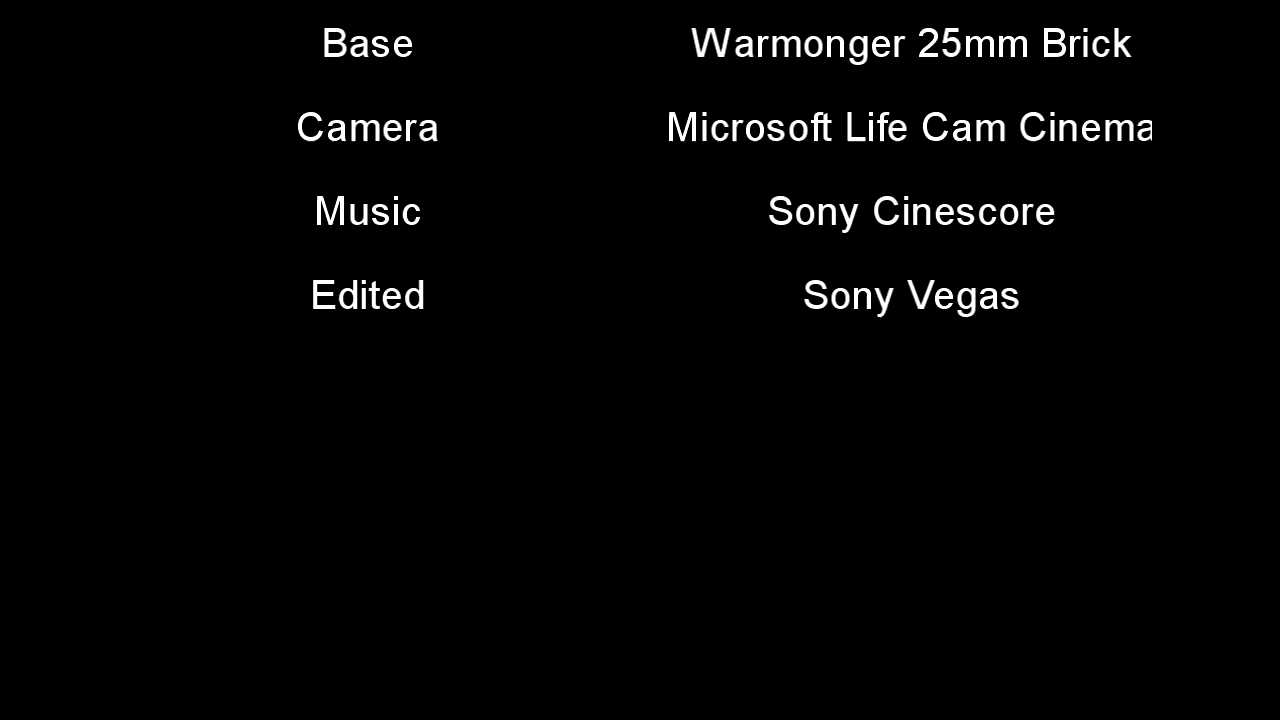 Base Warmonger 25mm Brick
Camera Microsoft Life Cam Cinema
Music Sony Cinescore
Edited Sony Vegas